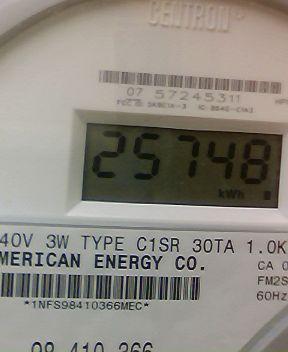 CENTRON
07 57245311
25748
kWh
40V 3W TYPE C1SR 30TA 1.0K
MERICAN ENERGY CO.
CA 0
FM2S
60Hz
*1NFS98410366MEC*
98 410 366